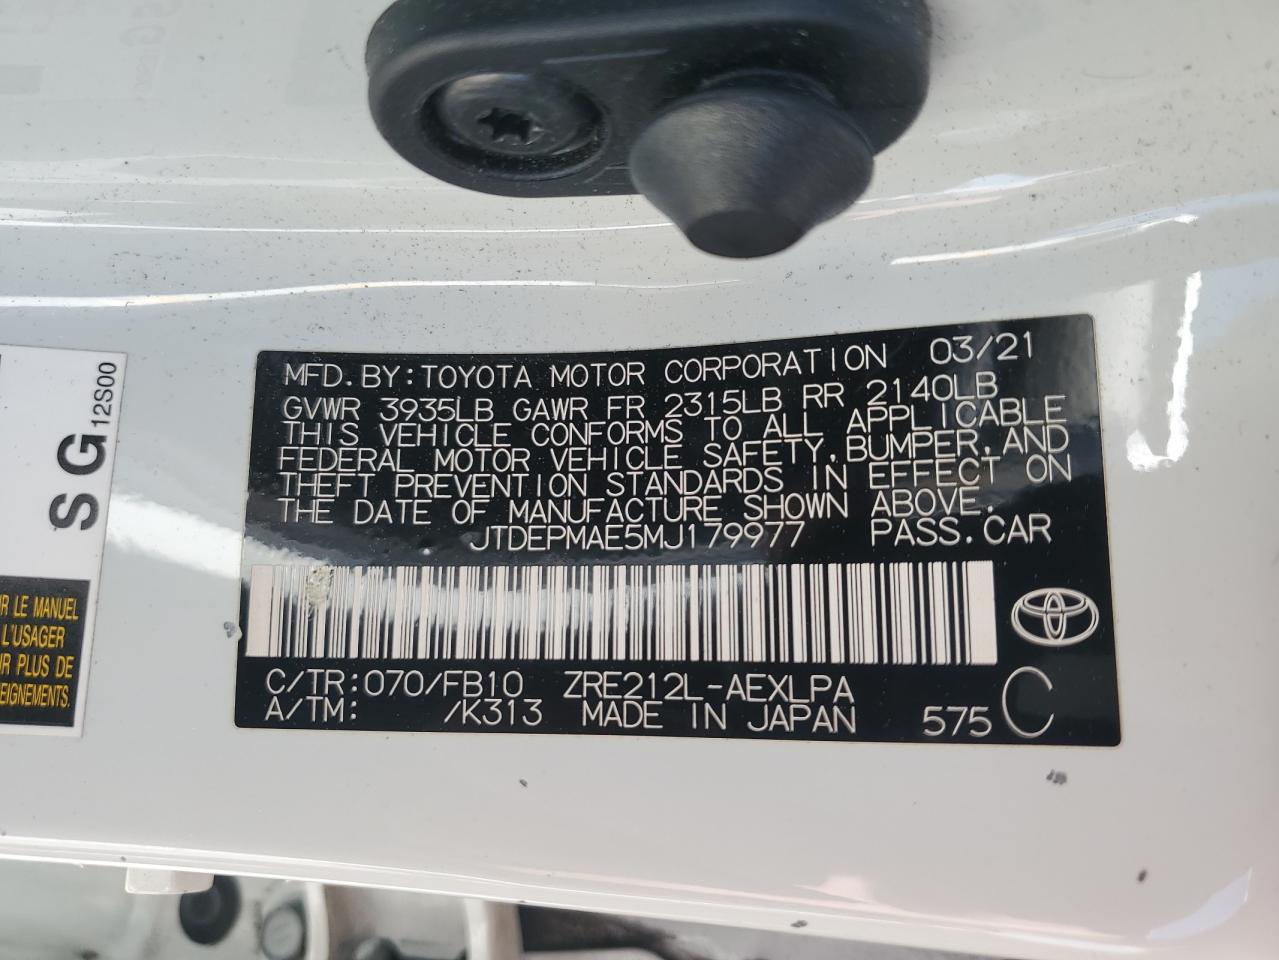 MFD.BY:TOYOTA MOTOR CORPORATION 03/21
GVWR 3935LB GAWR FR 2315LB RR 2140LB
THIS VEHICLE CONFORMS TO ALL APPLICABLE
FEDERAL MOTOR VEHICLE SAFETY,BUMPER,AND
THEFT PREVENTION STANDARDS IN EFFECT ON
THE DATE OF MANUFACTURE SHOWN ABOVE.
JTDEPMAE5MJ179977 PASS.CAR
C/TR:070/FB10 ZRE212L-AEXLPA
A/TM: /K313 MADE IN JAPAN 575 C
S G 12S00
R LE MANUEL
L'USAGER
UR PLUS DE
EIGNEMENTS.